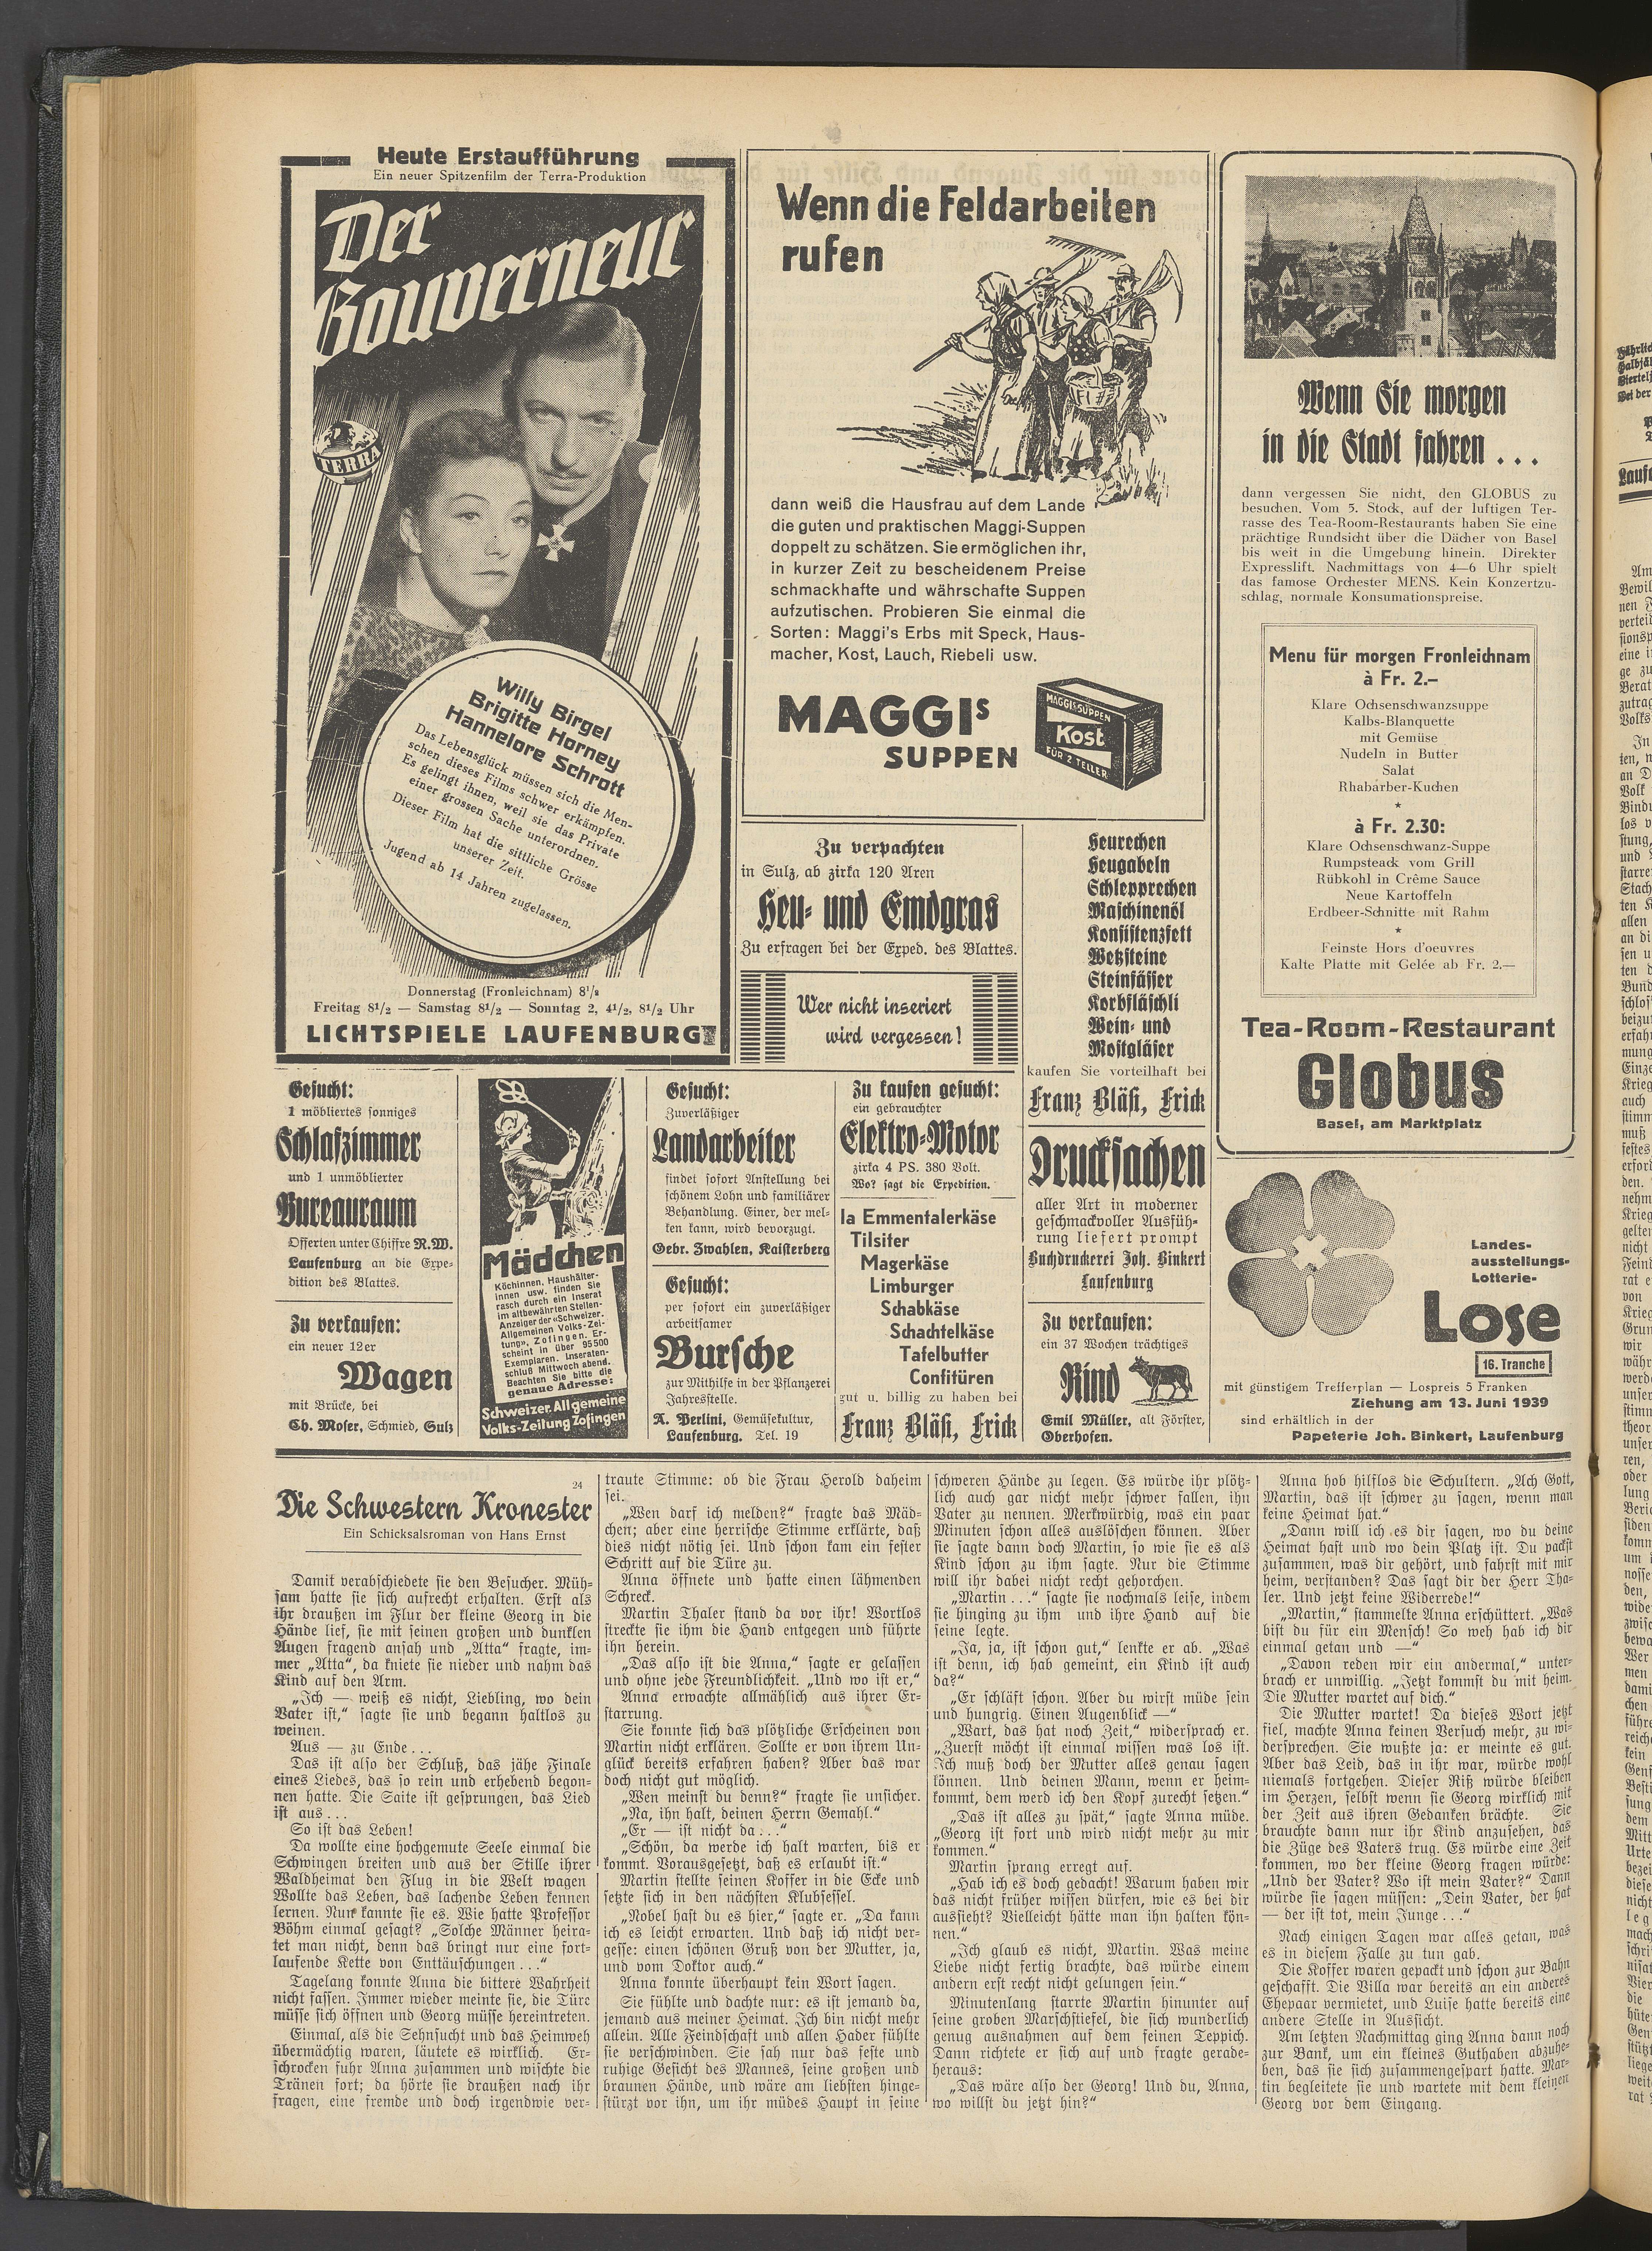 Heute Erstaufführung
Ein neuer Spitzenfilm der Terra-Produktion
Der
Gouverneur
TERRA
Willy Birgel
Brigitte Horney
Hannelore Schrott
Das Lebensglück müssen sich die Men-
schen dieses Films schwer erkämpfen.
Es gelingt ihnen, weil sie das Private
einer grossen Sache unterordnen.
Dieser Film hat die sittliche Grösse
unserer Zeit.
Jugend ab 14 Jahren zugelassen.
Donnerstag (Fronleichnam) 8¹/₂
Freitag 8¹/₂ — Samstag 8¹/₂ — Sonntag 2, 4¹/₂, 8¹/₂ Uhr
LICHTSPIELE LAUFENBURG
Wenn die Feldarbeiten
rufen
dann weiß die Hausfrau auf dem Lande
die guten und praktischen Maggi-Suppen
doppelt zu schätzen. Sie ermöglichen ihr,
in kurzer Zeit zu bescheidenem Preise
schmackhafte und währschafte Suppen
aufzutischen. Probieren Sie einmal die
Sorten: Maggi's Erbs mit Speck, Haus-
macher, Kost, Lauch, Riebeli usw.
MAGGIS
SUPPEN
MAGGIS SUPPEN
Kost
FÜR 2 TELLER
Wenn Sie morgen
in die Stadt fahren . . .
dann vergessen Sie nicht, den GLOBUS zu
besuchen. Vom 5. Stock, auf der luftigen Ter-
rasse des Tea-Room-Restaurants haben Sie eine
prächtige Rundsicht über die Dächer von Basel
bis weit in die Umgebung hinein. Direkter
Expresslift. Nachmittags von 4—6 Uhr spielt
das famose Orchester MENS. Kein Konzertzu-
schlag, normale Konsumationspreise.
Menu für morgen Fronleichnam
à Fr. 2.–
Klare Ochsenschwanzsuppe
Kalbs-Blanquette
mit Gemüse
Nudeln in Butter
Salat
Rhabarber-Kuchen
*
à Fr. 2.30:
Klare Ochsenschwanz-Suppe
Rumpsteack vom Grill
Rübkohl in Crême Sauce
Neue Kartoffeln
Erdbeer-Schnitte mit Rahm
*
Feinste Hors d'oeuvres
Kalte Platte mit Gelée ab Fr. 2.—
Tea-Room-Restaurant
Globus
Basel, am Marktplatz
Zu verpachten
in Sulz, ab zirka 120 Aren
Heu- und Emdgras
Zu erfragen bei der Exped. des Blattes.
Wer nicht inseriert
wird vergessen!
Heurechen
Heugabeln
Schlepprechen
Maschinenöl
Konsistenzfett
Wetzsteine
Steinfässer
Korbfläschli
Wein- und
Mostgläser
kaufen Sie vorteilhaft bei
Franz Bläsi, Frick
Gesucht:
1 möbliertes sonniges
Schlafzimmer
und 1 unmöblierter
Bureauraum
Offerten unter Chiffre R.W.
Laufenburg an die Expe-
dition des Blattes.
Zu verkaufen:
ein neuer 12er
Wagen
mit Brücke, bei
Ch. Moser, Schmied, Sulz
Mädchen
Köchinnen, Haushälter-
innen usw. finden Sie
rasch durch ein Inserat
im altbewährten Stellen-
Anzeiger der «Schweizer.
Allgemeinen Volks-Zei-
tung», Zofingen. Er-
scheint in über 95500
Exemplaren. Inseraten-
schluß Mittwoch abend.
Beachten Sie bitte die
genaue Adresse:
Schweizer. Allgemeine
Volks-Zeitung Zofingen
Gesucht:
Zuverläßiger
Landarbeiter
findet sofort Anstellung bei
schönem Lohn und familiärer
Behandlung. Einer, der mel-
ken kann, wird bevorzugt.
Gebr. Zwahlen, Kaisterberg
Gesucht:
per sofort ein zuverläßiger
arbeitsamer
Bursche
zur Mithilfe in der Pflanzerei
Jahresstelle.
A. Perlini, Gemüsekultur,
Laufenburg. Tel. 19
Zu kaufen gesucht:
ein gebrauchter
Elektro-Motor
zirka 4 PS. 380 Volt.
Wo? sagt die Expedition.
Ia Emmentalerkäse
Tilsiter
Magerkäse
Limburger
Schabkäse
Schachtelkäse
Tafelbutter
Confitüren
gut u. billig zu haben bei
Franz Bläsi, Frick
Drucksachen
aller Art in moderner
geschmackvoller Ausfüh-
rung liefert prompt
Buchdruckerei Joh. Binkert
Laufenburg
Zu verkaufen:
ein 37 Wochen trächtiges
Rind
Emil Müller, alt Förster,
Oberhofen.
Landes-
ausstellungs-
Lotterie-
Lose
16. Tranche
mit günstigem Trefferplan — Lospreis 5 Franken
Ziehung am 13. Juni 1939
sind erhältlich in der
Papeterie Joh. Binkert, Laufenburg
24
Die Schwestern Kronester
Ein Schicksalsroman von Hans Ernst
Damit verabschiedete sie den Besucher. Müh-
sam hatte sie sich aufrecht erhalten. Erst als
ihr draußen im Flur der kleine Georg in die
Hände lief, sie mit seinen großen und dunklen
Augen fragend ansah und „Atta“ fragte, im-
mer „Atta“, da kniete sie nieder und nahm das
Kind auf den Arm.
„Ich — weiß es nicht, Liebling, wo dein
Vater ist,“ sagte sie und begann haltlos zu
weinen.
Aus — zu Ende...
Das ist also der Schluß, das jähe Finale
eines Liedes, das so rein und erhebend begon-
nen hatte. Die Saite ist gesprungen, das Lied
ist aus...
So ist das Leben!
Da wollte eine hochgemute Seele einmal die
Schwingen breiten und aus der Stille ihrer
Waldheimat den Flug in die Welt wagen
Wollte das Leben, das lachende Leben kennen
lernen. Nun kannte sie es. Wie hatte Professor
Böhm einmal gesagt? „Solche Männer heira-
tet man nicht, denn das bringt nur eine fort-
laufende Kette von Enttäuschungen...“
Tagelang konnte Anna die bittere Wahrheit
nicht fassen. Immer wieder meinte sie, die Türe
müsse sich öffnen und Georg müsse hereintreten.
Einmal, als die Sehnsucht und das Heimweh
übermächtig waren, läutete es wirklich. Er-
schrocken fuhr Anna zusammen und wischte die
Tränen fort; da hörte sie draußen nach ihr
fragen, eine fremde und doch irgendwie ver-
traute Stimme: ob die Frau Herold daheim
sei.
„Wen darf ich melden?“ fragte das Mäd-
chen; aber eine herrische Stimme erklärte, daß
dies nicht nötig sei. Und schon kam ein fester
Schritt auf die Türe zu.
Anna öffnete und hatte einen lähmenden
Schreck.
Martin Thaler stand da vor ihr! Wortlos
streckte sie ihm die Hand entgegen und führte
ihn herein.
„Das also ist die Anna,“ sagte er gelassen
und ohne jede Freundlichkeit. „Und wo ist er,“
Anna erwachte allmählich aus ihrer Er-
starrung.
Sie konnte sich das plötzliche Erscheinen von
Martin nicht erklären. Sollte er von ihrem Un-
glück bereits erfahren haben? Aber das war
doch nicht gut möglich.
„Wen meinst du denn?“ fragte sie unsicher.
„Na, ihn halt, deinen Herrn Gemahl.“
„Er — ist nicht da...“
„Schön, da werde ich halt warten, bis er
kommt. Vorausgesetzt, daß es erlaubt ist.“
Martin stellte seinen Koffer in die Ecke und
setzte sich in den nächsten Klubsessel.
„Nobel hast du es hier,“ sagte er. „Da kann
ich es leicht erwarten. Und daß ich nicht ver-
gesse: einen schönen Gruß von der Mutter, ja,
und vom Doktor auch.“
Anna konnte überhaupt kein Wort sagen.
Sie fühlte und dachte nur: es ist jemand da,
jemand aus meiner Heimat. Ich bin nicht mehr
allein. Alle Feindschaft und allen Hader fühlte
sie verschwinden. Sie sah nur das feste und
ruhige Gesicht des Mannes, seine großen und
braunen Hände, und wäre am liebsten hinge-
stürzt vor ihn, um ihr müdes Haupt in seine
schweren Hände zu legen. Es würde ihr plötz-
lich auch gar nicht mehr schwer fallen, ihn
Vater zu nennen. Merkwürdig, was ein paar
Minuten schon alles auslöschen können. Aber
sie sagte dann doch Martin, so wie sie es als
Kind schon zu ihm sagte. Nur die Stimme
will ihr dabei nicht recht gehorchen.
„Martin...“ sagte sie nochmals leise, indem
sie hinging zu ihm und ihre Hand auf die
seine legte.
„Ja, ja, ist schon gut,“ lenkte er ab. „Was
ist denn, ich hab gemeint, ein Kind ist auch
da?“
„Er schläft schon. Aber du wirst müde sein
und hungrig. Einen Augenblick —“
„Wart, das hat noch Zeit,“ widersprach er.
„Zuerst möcht ist einmal wissen was los ist.
Ich muß doch der Mutter alles genau sagen
können. Und deinen Mann, wenn er heim-
kommt, dem werd ich den Kopf zurecht setzen.“
„Das ist alles zu spät,“ sagte Anna müde.
„Georg ist fort und wird nicht mehr zu mir
kommen.“
Martin sprang erregt auf.
„Hab ich es doch gedacht! Warum haben wir
das nicht früher wissen dürfen, wie es bei dir
aussieht? Vielleicht hätte man ihn halten kön-
nen.“
„Ich glaub es nicht, Martin. Was meine
Liebe nicht fertig brachte, das würde einem
andern erst recht nicht gelungen sein.“
Minutenlang starrte Martin hinunter auf
seine groben Marschstiefel, die sich wunderlich
genug ausnahmen auf dem feinen Teppich.
Dann richtete er sich auf und fragte gerade-
heraus:
„Das wäre also der Georg! Und du, Anna,
wo willst du jetzt hin?“
Anna hob hilflos die Schultern. „Ach Gott,
Martin, das ist schwer zu sagen, wenn man
keine Heimat hat.“
„Dann will ich es dir sagen, wo du deine
Heimat hast und wo dein Platz ist. Du packst
zusammen, was dir gehört, und fahrst mit mir
heim, verstanden? Das sagt dir der Herr Tha-
ler. Und jetzt keine Widerrede!“
„Martin,“ stammelte Anna erschüttert. „Was
bist du für ein Mensch! So weh hab ich dir
einmal getan und —“
„Davon reden wir ein andermal,“ unter-
brach er unwillig. „Jetzt kommst du mit heim.
Die Mutter wartet auf dich.“
Die Mutter wartet! Da dieses Wort jetzt
fiel, machte Anna keinen Versuch mehr, zu wi-
dersprechen. Sie wußte ja: er meinte es gut.
Aber das Leid, das in ihr war, würde wohl
niemals fortgehen. Dieser Riß würde bleiben
im Herzen, selbst wenn sie Georg wirklich mit
der Zeit aus ihren Gedanken brächte. Sie
brauchte dann nur ihr Kind anzusehen, das
die Züge des Vaters trug. Es würde eine Zeit
kommen, wo der kleine Georg fragen würde:
„Und der Vater? Wo ist mein Vater?“ Dann
würde sie sagen müssen: „Dein Vater, der hat
— der ist tot, mein Junge...“
Nach einigen Tagen war alles getan, was
es in diesem Falle zu tun gab.
Die Koffer waren gepackt und schon zur Bahn
geschafft. Die Villa war bereits an ein anderes
Ehepaar vermietet, und Luise hatte bereits eine
andere Stelle in Aussicht.
Am letzten Nachmittag ging Anna dann noch
zur Bank, um ein kleines Guthaben abzuhe-
ben, das sie sich zusammengespart hatte. Mar-
tin begleitete sie und wartete mit dem kleinen
Georg vor dem Eingang.